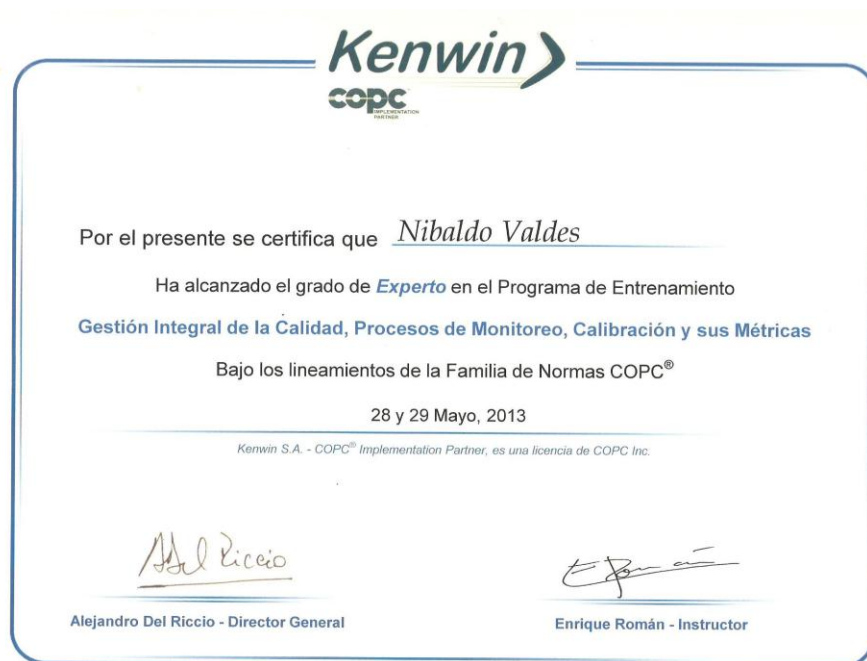 Kenwin
copc
IMPLEMENTATION
PARTNER
Por el presente se certifica que Nibaldo Valdes
Ha alcanzado el grado de Experto en el Programa de Entrenamiento
Gestión Integral de la Calidad, Procesos de Monitoreo, Calibración y sus Métricas
Bajo los lineamientos de la Familia de Normas COPC®
28 y 29 Mayo, 2013
Kenwin S.A. - COPC® Implementation Partner, es una licencia de COPC Inc.
Alejandro Del Riccio - Director General
Enrique Román - Instructor